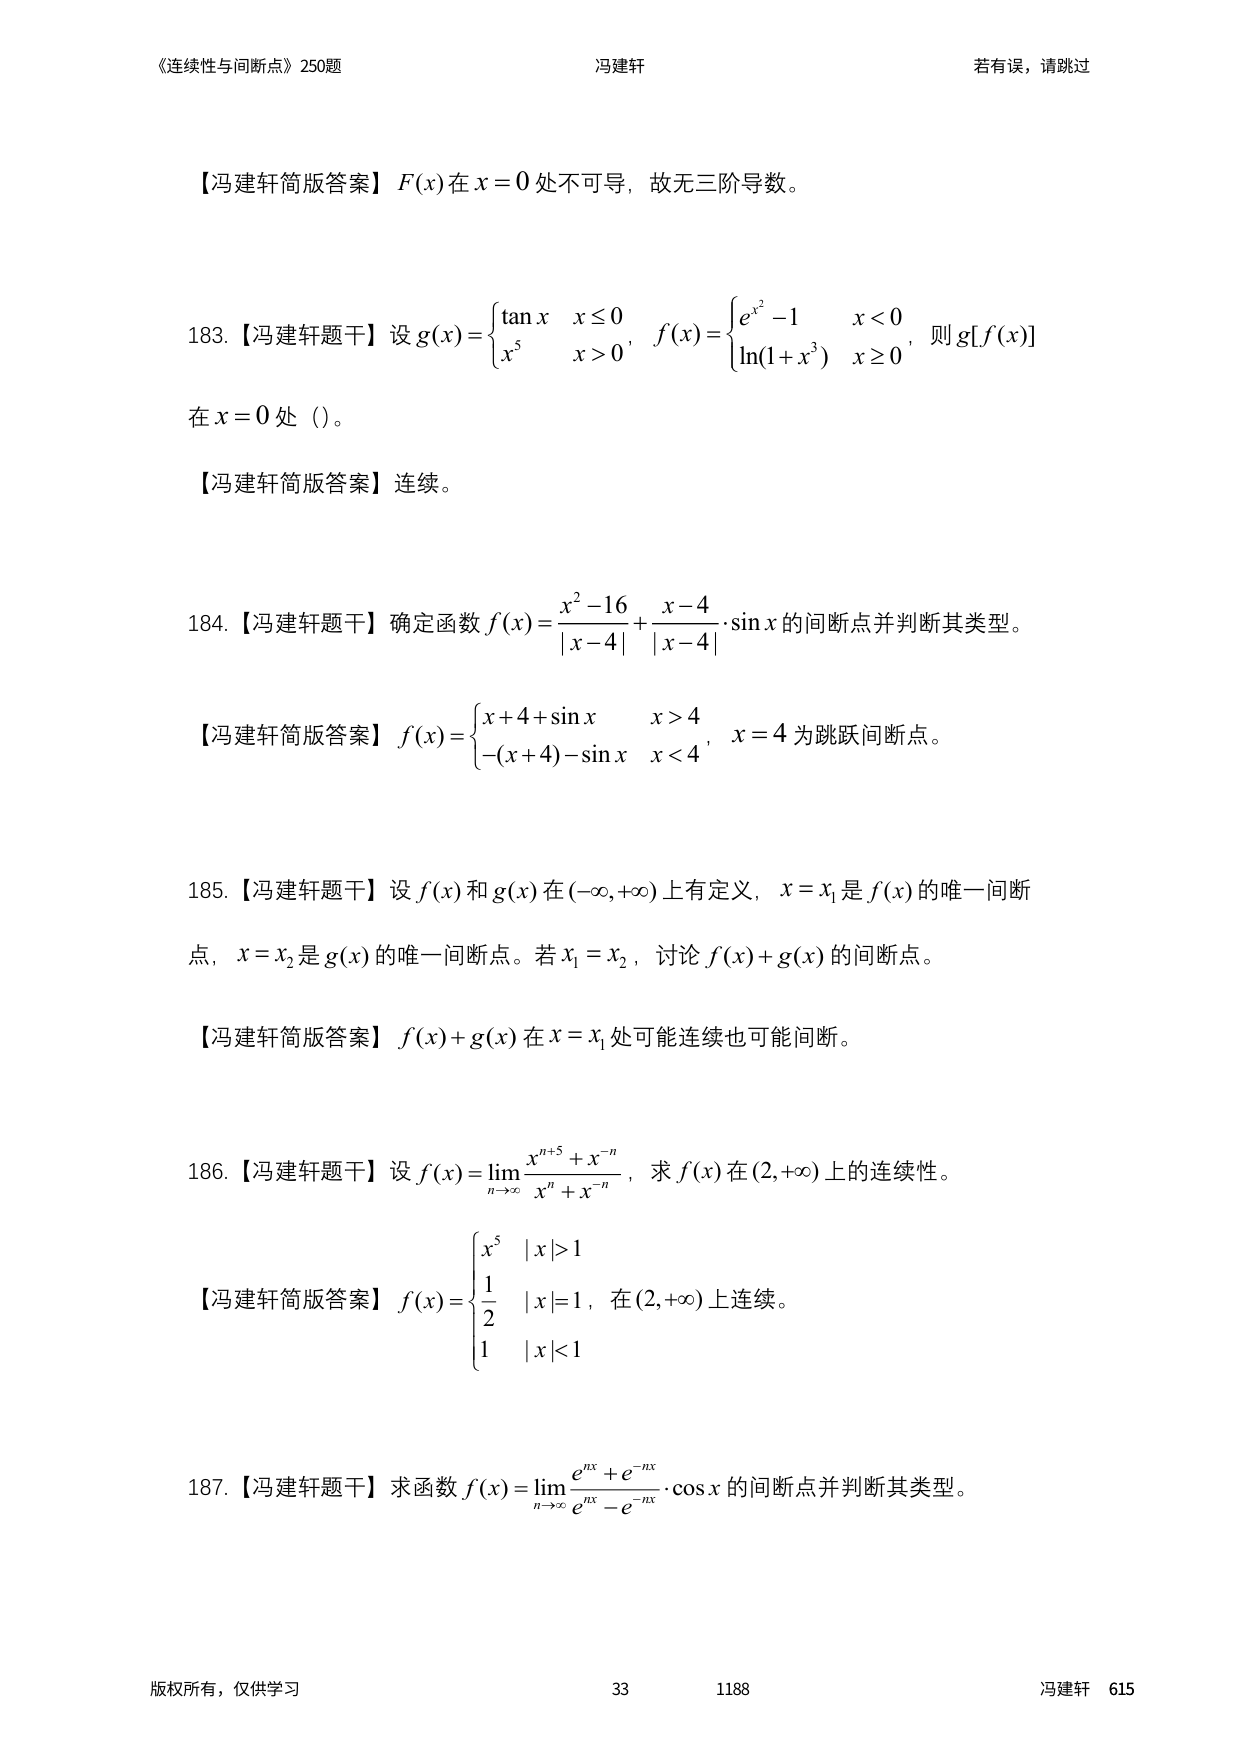 《连续性与间断点》250题 冯建轩 若有误，请跳过
【冯建轩简版答案】F(x)在 x=0 处不可导，故无三阶导数。
183.【冯建轩题干】设 g(x)={tan x x≤0; x^5 x>0，f(x)={e^{x^2}−1 x<0; ln(1+x^3) x≥0，则 g[f(x)]
在 x=0 处（）。
【冯建轩简版答案】连续。
184.【冯建轩题干】确定函数 f(x)=(x^2−16)/|x−4|+(x−4)/|x−4|·sin x 的间断点并判断其类型。
【冯建轩简版答案】f(x)={x+4+sin x x>4; −(x+4)−sin x x<4，x=4 为跳跃间断点。
185.【冯建轩题干】设 f(x) 和 g(x) 在 (−∞,+∞) 上有定义，x=x_1 是 f(x) 的唯一间断
点，x=x_2 是 g(x) 的唯一间断点。若 x_1=x_2，讨论 f(x)+g(x) 的间断点。
【冯建轩简版答案】f(x)+g(x) 在 x=x_1 处可能连续也可能间断。
186.【冯建轩题干】设 f(x)=lim_{n→∞} (x^{n+5}+x^{−n})/(x^n+x^{−n})，求 f(x) 在 (2,+∞) 上的连续性。
【冯建轩简版答案】f(x)={x^5 |x|>1; 1/2 |x|=1; 1 |x|<1，在 (2,+∞) 上连续。
187.【冯建轩题干】求函数 f(x)=lim_{n→∞} (e^{nx}+e^{−nx})/(e^{nx}−e^{−nx})·cos x 的间断点并判断其类型。
版权所有，仅供学习 33 1188 冯建轩 615